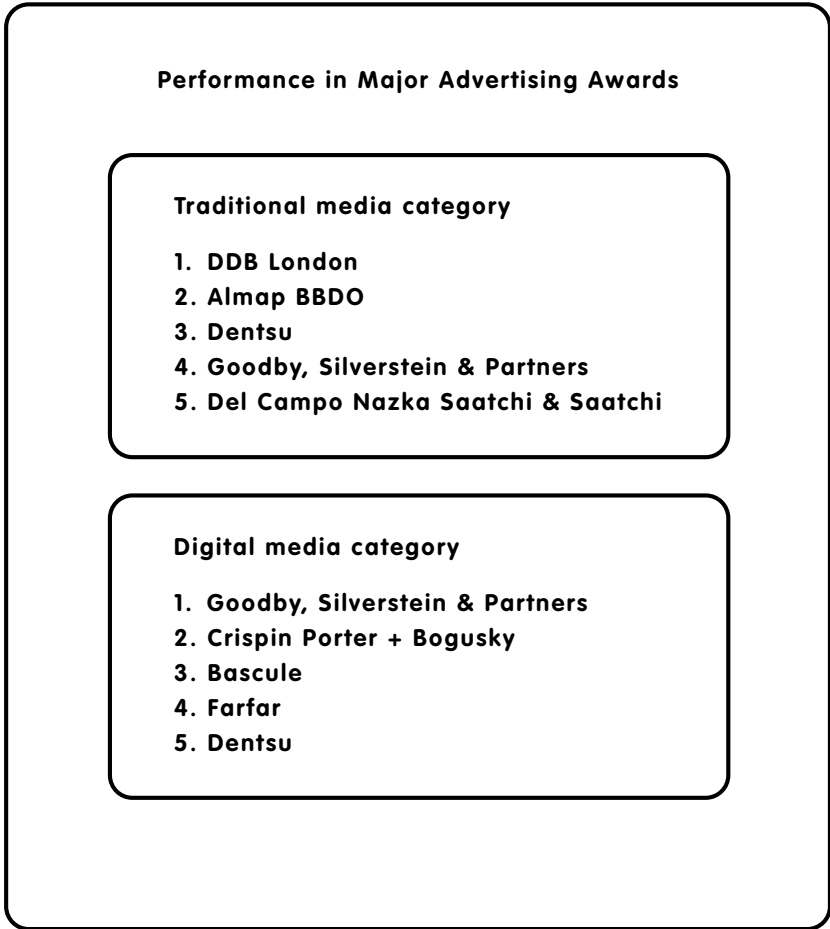 Performance in Major Advertising Awards
Traditional media category
1. DDB London
2. Almap BBDO
3. Dentsu
4. Goodby, Silverstein & Partners
5. Del Campo Nazka Saatchi & Saatchi
Digital media category
1. Goodby, Silverstein & Partners
2. Crispin Porter + Bogusky
3. Bascule
4. Farfar
5. Dentsu